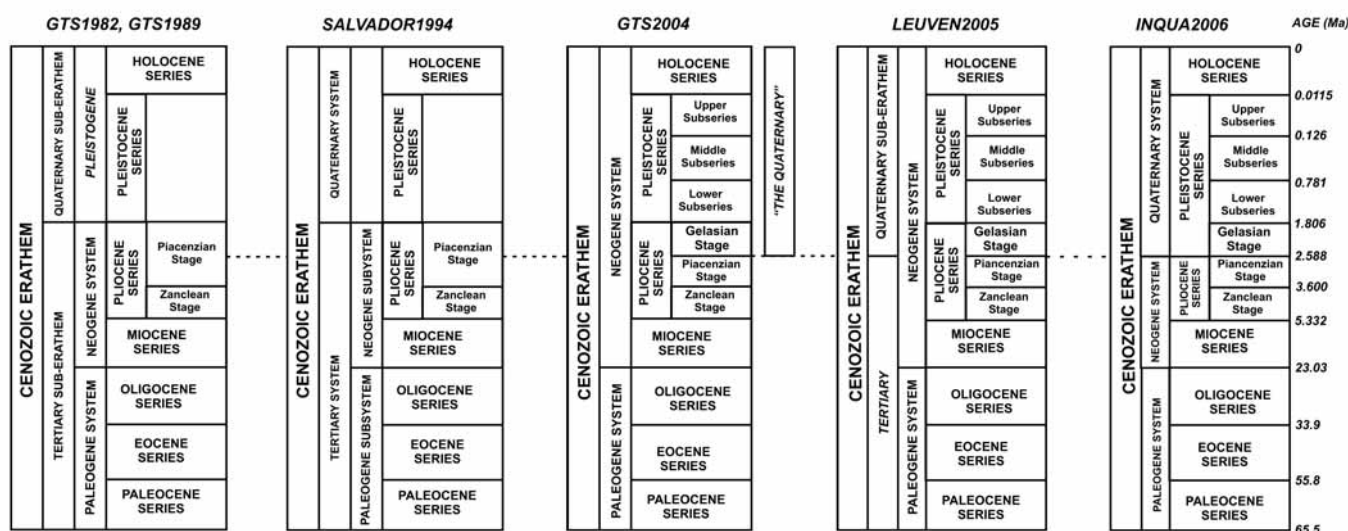 GTS1982, GTS1989
CENOZOIC ERATHEM
QUATERNARY SUB-ERATHEM
TERTIARY SUB-ERATHEM
PLEISTOGENE
NEOGENE SYSTEM
PALEOGENE SYSTEM
HOLOCENE
SERIES
PLEISTOCENE
SERIES
PLIOCENE
SERIES
Piacenzian
Stage
Zanclean
Stage
MIOCENE
SERIES
OLIGOCENE
SERIES
EOCENE
SERIES
PALEOCENE
SERIES
SALVADOR1994
CENOZOIC ERATHEM
QUATERNARY SYSTEM
TERTIARY SYSTEM
NEOGENE SUBSYSTEM
PALEOGENE SUBSYSTEM
HOLOCENE
SERIES
PLEISTOCENE
SERIES
PLIOCENE
SERIES
Piacenzian
Stage
Zanclean
Stage
MIOCENE
SERIES
OLIGOCENE
SERIES
EOCENE
SERIES
PALEOCENE
SERIES
GTS2004
CENOZOIC ERATHEM
NEOGENE SYSTEM
PALEOGENE SYSTEM
HOLOCENE
SERIES
PLEISTOCENE
SERIES
Upper
Subseries
Middle
Subseries
Lower
Subseries
PLIOCENE
SERIES
Gelasian
Stage
Piacenzian
Stage
Zanclean
Stage
MIOCENE
SERIES
OLIGOCENE
SERIES
EOCENE
SERIES
PALEOCENE
SERIES
"THE QUATERNARY"
LEUVEN2005
CENOZOIC ERATHEM
QUATERNARY SUB-ERATHEM
TERTIARY
NEOGENE SYSTEM
PALEOGENE SYSTEM
HOLOCENE
SERIES
PLEISTOCENE
SERIES
Upper
Subseries
Middle
Subseries
Lower
Subseries
PLIOCENE
SERIES
Gelasian
Stage
Piancenzian
Stage
Zanclean
Stage
MIOCENE
SERIES
OLIGOCENE
SERIES
EOCENE
SERIES
PALEOCENE
SERIES
INQUA2006
CENOZOIC ERATHEM
QUATERNARY SYSTEM
NEOGENE SYSTEM
PALEOGENE SYSTEM
HOLOCENE
SERIES
PLEISTOCENE
SERIES
Upper
Subseries
Middle
Subseries
Lower
Subseries
Gelasian
Stage
PLIOCENE
SERIES
Piancenzian
Stage
Zanclean
Stage
MIOCENE
SERIES
OLIGOCENE
SERIES
EOCENE
SERIES
PALEOCENE
SERIES
AGE (Ma)
0
0.0115
0.126
0.781
1.806
2.588
3.600
5.332
23.03
33.9
55.8
65.5